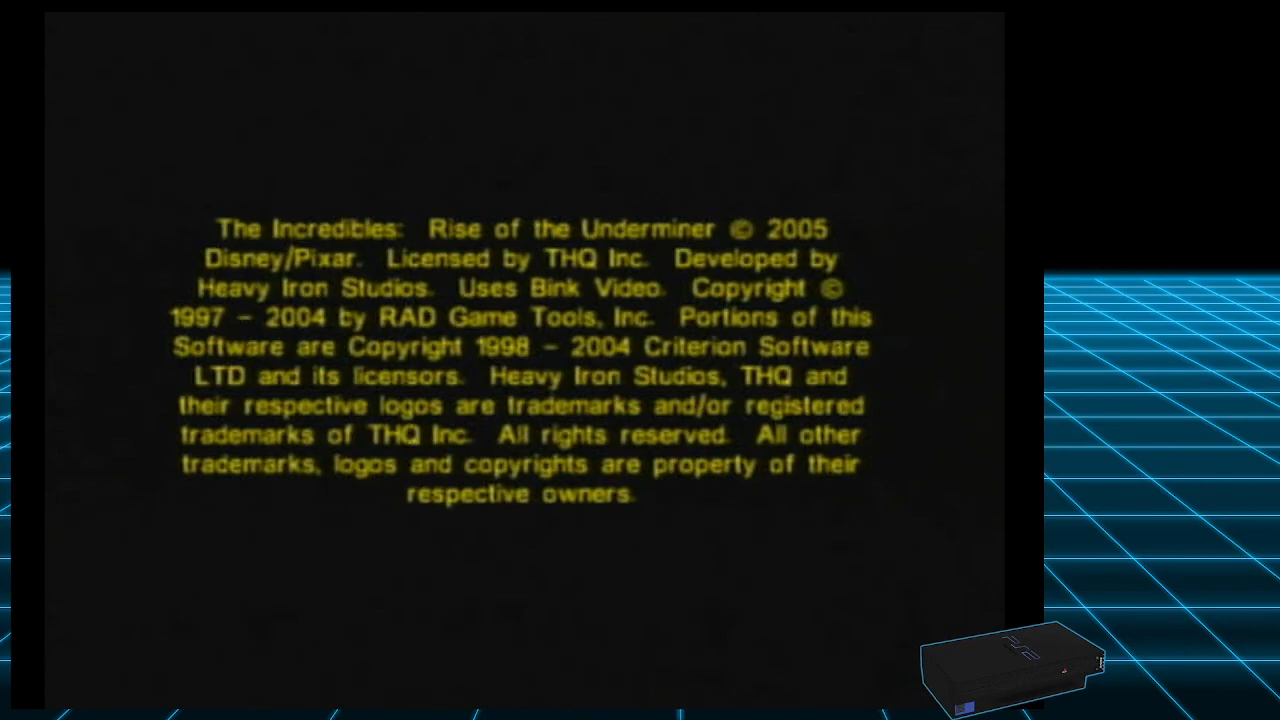 The Incredibles: Rise of the Underminer © 2005
Disney/Pixar. Licensed by THQ Inc. Developed by
Heavy Iron Studios. Uses Bink Video. Copyright ©
1997 - 2004 by RAD Game Tools, Inc. Portions of this
Software are Copyright 1998 - 2004 Criterion Software
LTD and its licensors. Heavy Iron Studios, THQ and
their respective logos are trademarks and/or registered
trademarks of THQ Inc. All rights reserved. All other
trademarks, logos and copyrights are property of their
respective owners.
PS2